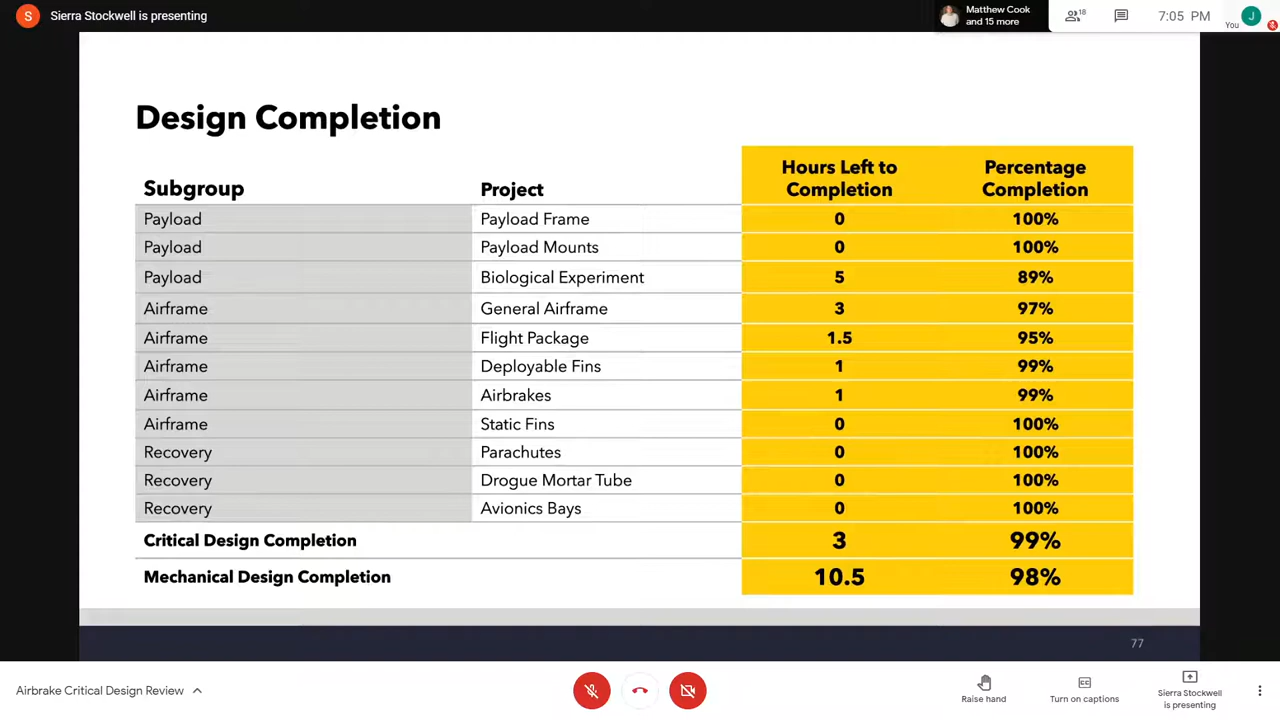 S Sierra Stockwell is presenting
Matthew Cook
and 15 more
18
7:05 PM
J
You
Design Completion
Subgroup Project Hours Left to Completion Percentage Completion
Payload Payload Frame 0 100%
Payload Payload Mounts 0 100%
Payload Biological Experiment 5 89%
Airframe General Airframe 3 97%
Airframe Flight Package 1.5 95%
Airframe Deployable Fins 1 99%
Airframe Airbrakes 1 99%
Airframe Static Fins 0 100%
Recovery Parachutes 0 100%
Recovery Drogue Mortar Tube 0 100%
Recovery Avionics Bays 0 100%
Critical Design Completion 3 99%
Mechanical Design Completion 10.5 98%
77
Airbrake Critical Design Review
Raise hand
CC
Turn on captions
Sierra Stockwell
is presenting